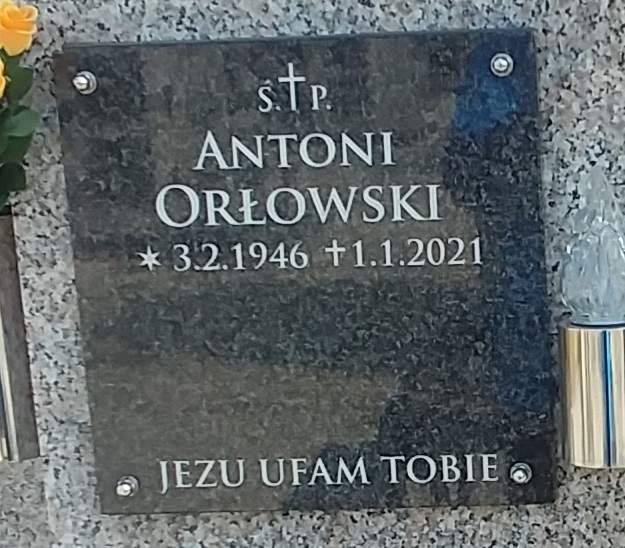 Ś.✝P.
ANTONI
ORŁOWSKI
✶ 3.2.1946 ✝1.1.2021
JEZU UFAM TOBIE